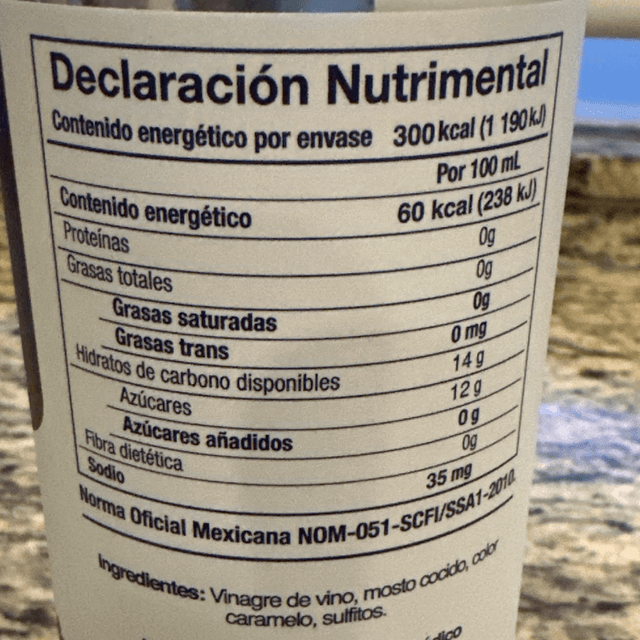 Declaración Nutrimental
Contenido energético por envase 300 kcal (1 190 kJ)
Por 100 mL
Contenido energético 60 kcal (238 kJ)
Proteínas 0g
Grasas totales 0g
Grasas saturadas 0g
Grasas trans 0 mg
Hidratos de carbono disponibles 14 g
Azúcares 12 g
Azúcares añadidos 0 g
Fibra dietética 0g
Sodio 35 mg
Norma Oficial Mexicana NOM-051-SCFI/SSA1-2010.
Ingredientes: Vinagre de vino, mosto cocido, color
caramelo, sulfitos.